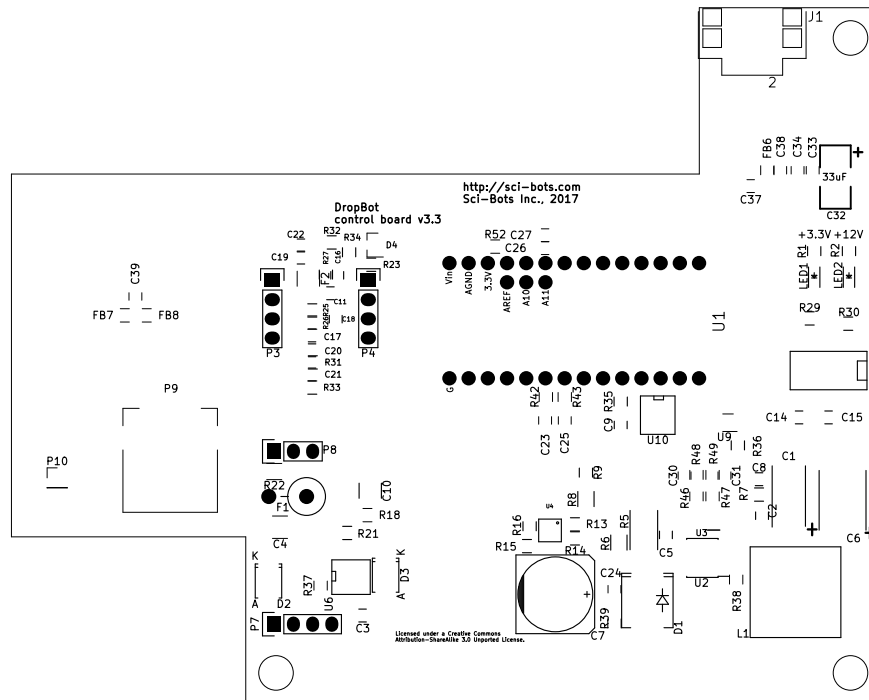 J1
2
FB6
C38
C34
C33
+
33uF
C37
C32
http://sci-bots.com
Sci-Bots Inc., 2017
DropBot
control board v3.3
C22
R32
R34
D4
R52
C27
C26
+3.3V
+12V
R1
R2
C19
R27
C16
R23
F2
LED1
LED2
C39
Vin
AGND
3.3V
AREF
A10
A11
C11
R26
R25
C18
FB7
FB8
R29
R30
U1
C17
P3
P4
C20
R31
C21
R33
G
P9
R42
R43
R35
C9
C23
C25
U10
C14
C15
U9
P8
R36
P10
R48
R49
C1
R22
R9
C30
C31
C8
F1
C10
R8
R46
R47
R7
C2
U4
R18
R16
R13
R5
C4
R21
R15
R14
R6
C5
U3
+
C6
K
K
R37
D3
C24
U2
R38
A
D2
U6
A
+
P7
C3
R39
C7
D1
L1
Licensed under a Creative Commons
Attribution-ShareAlike 3.0 Unported License.